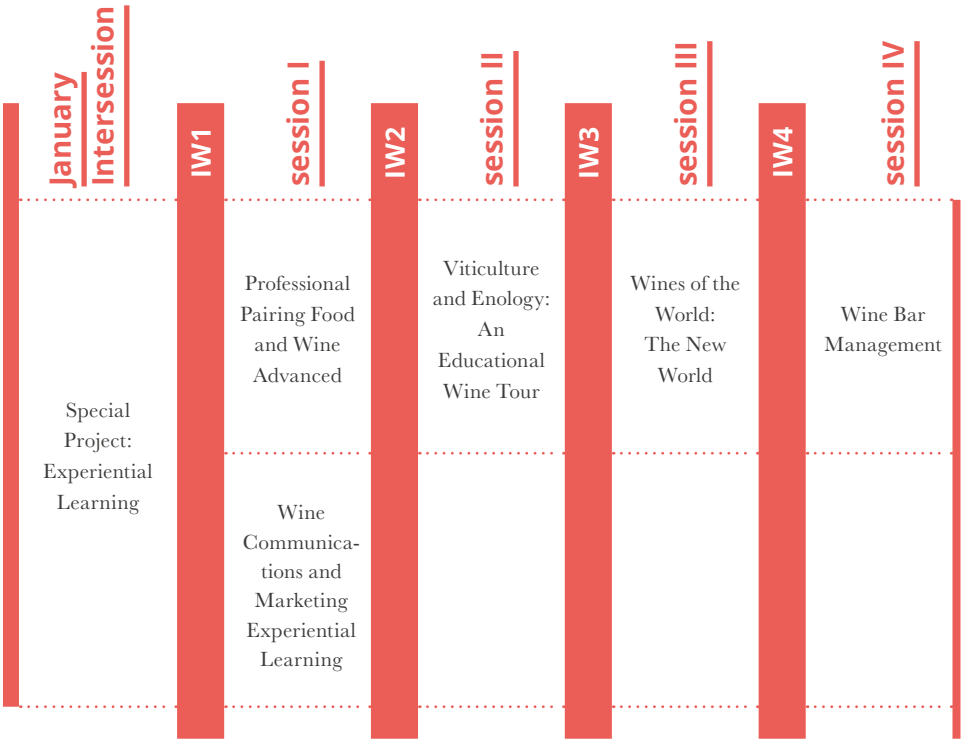 January
Intersession
IW1
session I
IW2
session II
IW3
session III
IW4
session IV
Special
Project:
Experiential
Learning
Professional
Pairing Food
and Wine
Advanced
Viticulture
and Enology:
An
Educational
Wine Tour
Wines of the
World:
The New
World
Wine Bar
Management
Wine
Communica-
tions and
Marketing
Experiential
Learning